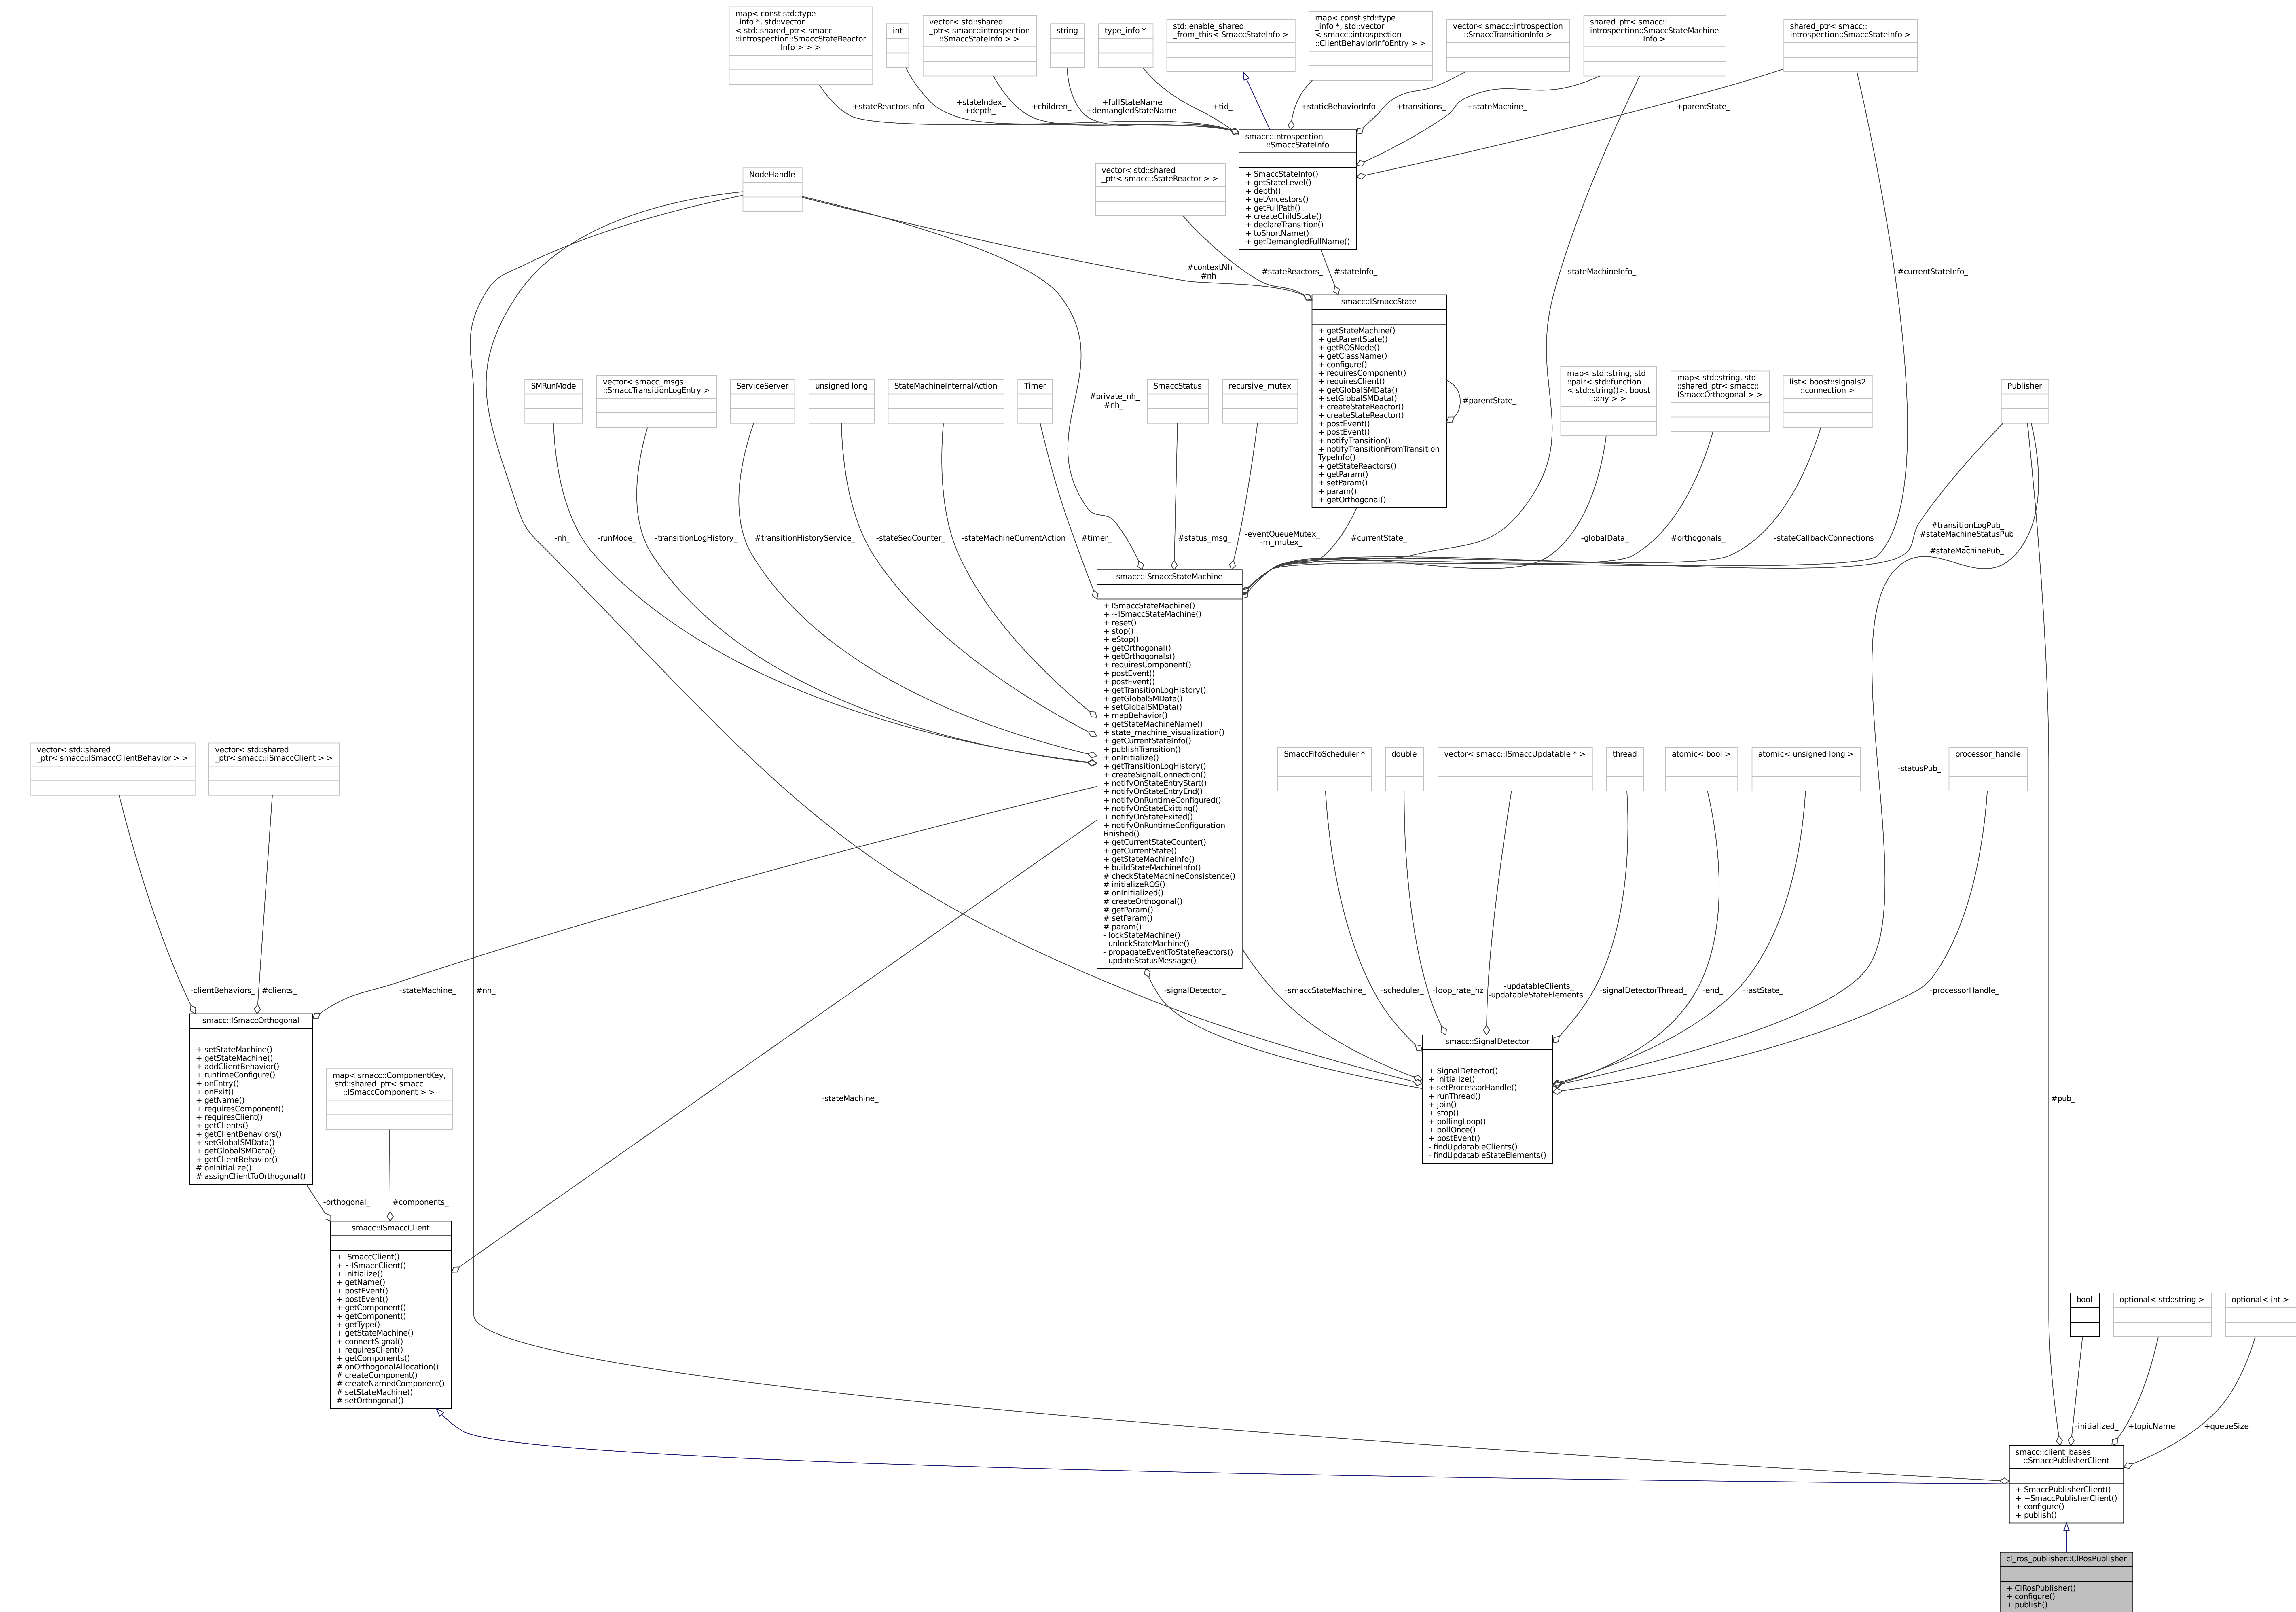 map< const std::type
_info *, std::vector
< std::shared_ptr< smacc
::introspection::SmaccStateReactor
Info > > >
int
vector< std::shared
_ptr< smacc::introspection
::SmaccStateInfo > >
string
type_info *
std::enable_shared
_from_this< SmaccStateInfo >
map< const std::type
_info *, std::vector
< smacc::introspection
::ClientBehaviorInfoEntry > >
vector< smacc::introspection
::SmaccTransitionInfo >
shared_ptr< smacc::
introspection::SmaccStateMachine
Info >
shared_ptr< smacc::
introspection::SmaccStateInfo >
+stateReactorsInfo
+stateIndex_
+depth_
+children_
+fullStateName
+demangledStateName
+tid_
+staticBehaviorInfo
+transitions_
+stateMachine_
+parentState_
smacc::introspection
::SmaccStateInfo
+ SmaccStateInfo()
+ getStateLevel()
+ depth()
+ getAncestors()
+ getFullPath()
+ createChildState()
+ declareTransition()
+ toShortName()
+ getDemangledFullName()
NodeHandle
vector< std::shared
_ptr< smacc::StateReactor > >
#contextNh
#nh
#stateReactors_
#stateInfo_
-stateMachineInfo_
#currentStateInfo_
smacc::ISmaccState
+ getStateMachine()
+ getParentState()
+ getROSNode()
+ getClassName()
+ configure()
+ requiresComponent()
+ requiresClient()
+ getGlobalSMData()
+ setGlobalSMData()
+ createStateReactor()
+ createStateReactor()
+ postEvent()
+ postEvent()
+ notifyTransition()
+ notifyTransitionFromTransition
TypeInfo()
+ getStateReactors()
+ getParam()
+ setParam()
+ param()
+ getOrthogonal()
#parentState_
SMRunMode
vector< smacc_msgs
::SmaccTransitionLogEntry >
ServiceServer
unsigned long
StateMachineInternalAction
Timer
#private_nh_
#nh_
SmaccStatus
recursive_mutex
map< std::string, std
::pair< std::function
< std::string()>, boost
::any > >
map< std::string, std
::shared_ptr< smacc::
ISmaccOrthogonal > >
list< boost::signals2
::connection >
Publisher
-nh_
-runMode_
-transitionLogHistory_
#transitionHistoryService_
-stateSeqCounter_
-stateMachineCurrentAction
#timer_
#status_msg_
-eventQueueMutex_
-m_mutex_
#currentState_
-globalData_
#orthogonals_
-stateCallbackConnections
#transitionLogPub_
#stateMachineStatusPub
_
#stateMachinePub_
smacc::ISmaccStateMachine
+ ISmaccStateMachine()
+ ~ISmaccStateMachine()
+ reset()
+ stop()
+ eStop()
+ getOrthogonal()
+ getOrthogonals()
+ requiresComponent()
+ postEvent()
+ postEvent()
+ getTransitionLogHistory()
+ getGlobalSMData()
+ setGlobalSMData()
+ mapBehavior()
+ getStateMachineName()
+ state_machine_visualization()
+ getCurrentStateInfo()
+ publishTransition()
+ onInitialize()
+ getTransitionLogHistory()
+ createSignalConnection()
+ notifyOnStateEntryStart()
+ notifyOnStateEntryEnd()
+ notifyOnRuntimeConfigured()
+ notifyOnStateExitting()
+ notifyOnStateExited()
+ notifyOnRuntimeConfiguration
Finished()
+ getCurrentStateCounter()
+ getCurrentState()
+ getStateMachineInfo()
+ buildStateMachineInfo()
# checkStateMachineConsistence()
# initializeROS()
# onInitialized()
# createOrthogonal()
# getParam()
# setParam()
# param()
- lockStateMachine()
- unlockStateMachine()
- propagateEventToStateReactors()
- updateStatusMessage()
vector< std::shared
_ptr< smacc::ISmaccClientBehavior > >
vector< std::shared
_ptr< smacc::ISmaccClient > >
SmaccFifoScheduler *
double
vector< smacc::ISmaccUpdatable * >
thread
atomic< bool >
atomic< unsigned long >
-statusPub_
processor_handle
-clientBehaviors_
#clients_
-stateMachine_
#nh_
-signalDetector_
-smaccStateMachine_
-scheduler_
-loop_rate_hz
-updatableClients_
-updatableStateElements_
-signalDetectorThread_
-end_
-lastState_
-processorHandle_
smacc::ISmaccOrthogonal
+ setStateMachine()
+ getStateMachine()
+ addClientBehavior()
+ runtimeConfigure()
+ onEntry()
+ onExit()
+ getName()
+ requiresComponent()
+ requiresClient()
+ getClients()
+ getClientBehaviors()
+ setGlobalSMData()
+ getGlobalSMData()
+ getClientBehavior()
# onInitialize()
# assignClientToOrthogonal()
map< smacc::ComponentKey,
std::shared_ptr< smacc
::ISmaccComponent > >
-stateMachine_
smacc::SignalDetector
+ SignalDetector()
+ initialize()
+ setProcessorHandle()
+ runThread()
+ join()
+ stop()
+ pollingLoop()
+ pollOnce()
+ postEvent()
- findUpdatableClients()
- findUpdatableStateElements()
#pub_
-orthogonal_
#components_
smacc::ISmaccClient
+ ISmaccClient()
+ ~ISmaccClient()
+ initialize()
+ getName()
+ postEvent()
+ postEvent()
+ getComponent()
+ getComponent()
+ getType()
+ getStateMachine()
+ connectSignal()
+ requiresClient()
+ getComponents()
# onOrthogonalAllocation()
# createComponent()
# createNamedComponent()
# setStateMachine()
# setOrthogonal()
bool
optional< std::string >
optional< int >
-initialized_
+topicName
+queueSize
smacc::client_bases
::SmaccPublisherClient
+ SmaccPublisherClient()
+ ~SmaccPublisherClient()
+ configure()
+ publish()
cl_ros_publisher::ClRosPublisher
+ ClRosPublisher()
+ configure()
+ publish()